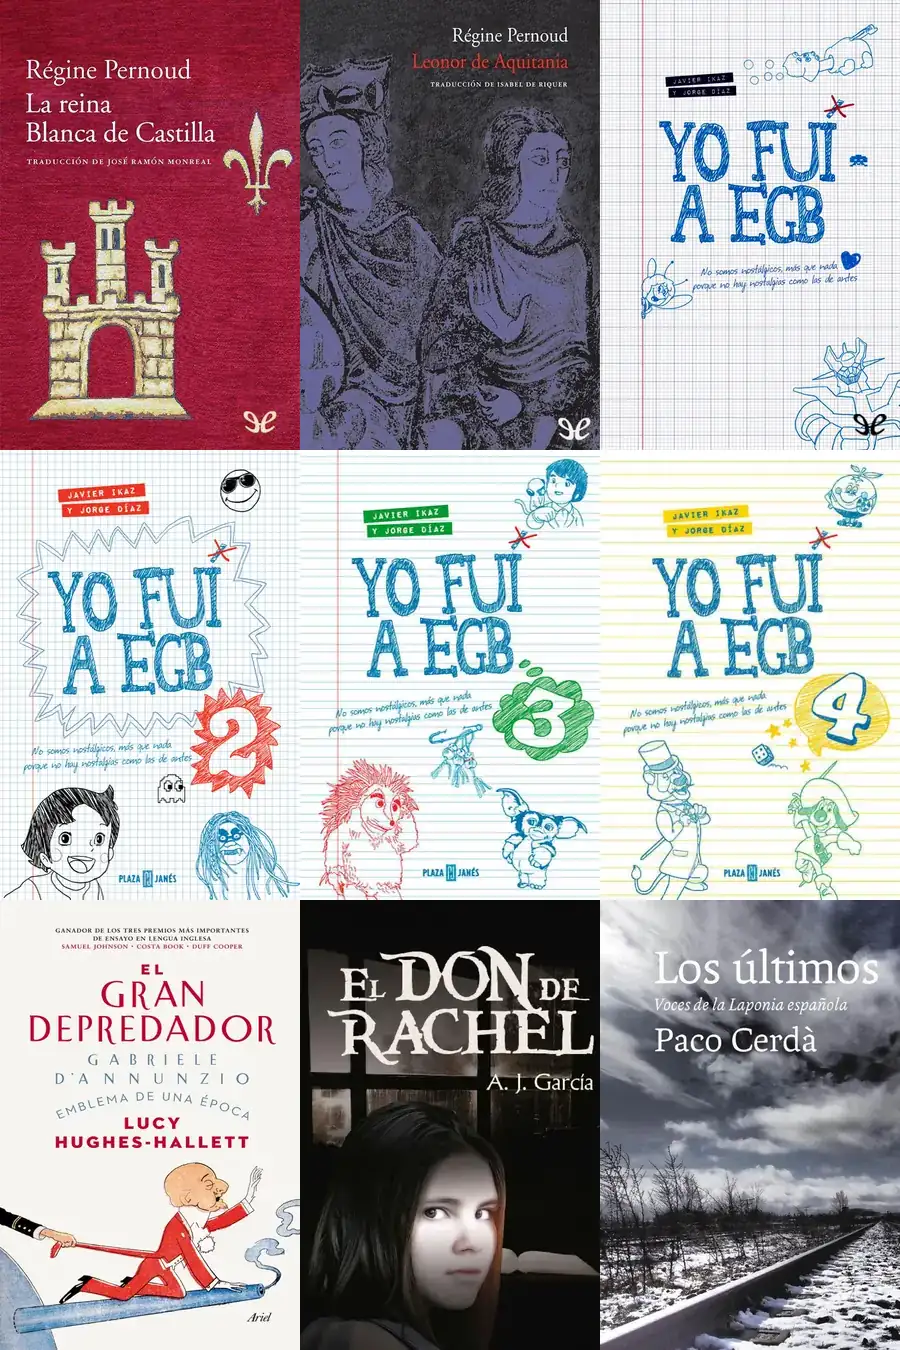 Régine Pernoud
La reina
Blanca de Castilla
TRADUCCIÓN DE JOSÉ RAMÓN MONREAL
Régine Pernoud
Leonor de Aquitania
TRADUCCIÓN DE ISABEL DE RIQUER
JAVIER IKAZ
Y JORGE DÍAZ
YO FUI
A EGB
No somos nostálgicos, más que nada
porque no hay nostalgias como las de antes
JAVIER IKAZ
Y JORGE DÍAZ
YO FUI
A EGB
2
No somos nostálgicos, más que nada
porque no hay nostalgias como las de antes
PLAZA JANÉS
JAVIER IKAZ
Y JORGE DÍAZ
YO FUI
A EGB
3
No somos nostálgicos, más que nada
porque no hay nostalgias como las de antes
PLAZA JANÉS
JAVIER IKAZ
Y JORGE DÍAZ
YO FUI
A EGB
4
No somos nostálgicos, más que nada
porque no hay nostalgias como las de antes
PLAZA JANÉS
GANADOR DE LOS TRES PREMIOS MÁS IMPORTANTES
DE ENSAYO EN LENGUA INGLESA
SAMUEL JOHNSON · COSTA BOOK · DUFF COOPER
EL
GRAN
DEPREDADOR
GABRIELE
D'ANNUNZIO
EMBLEMA DE UNA ÉPOCA
LUCY
HUGHES-HALLETT
Ariel
EL DON DE
RACHEL
A. J. García
Los últimos
Voces de la Laponia española
Paco Cerdà